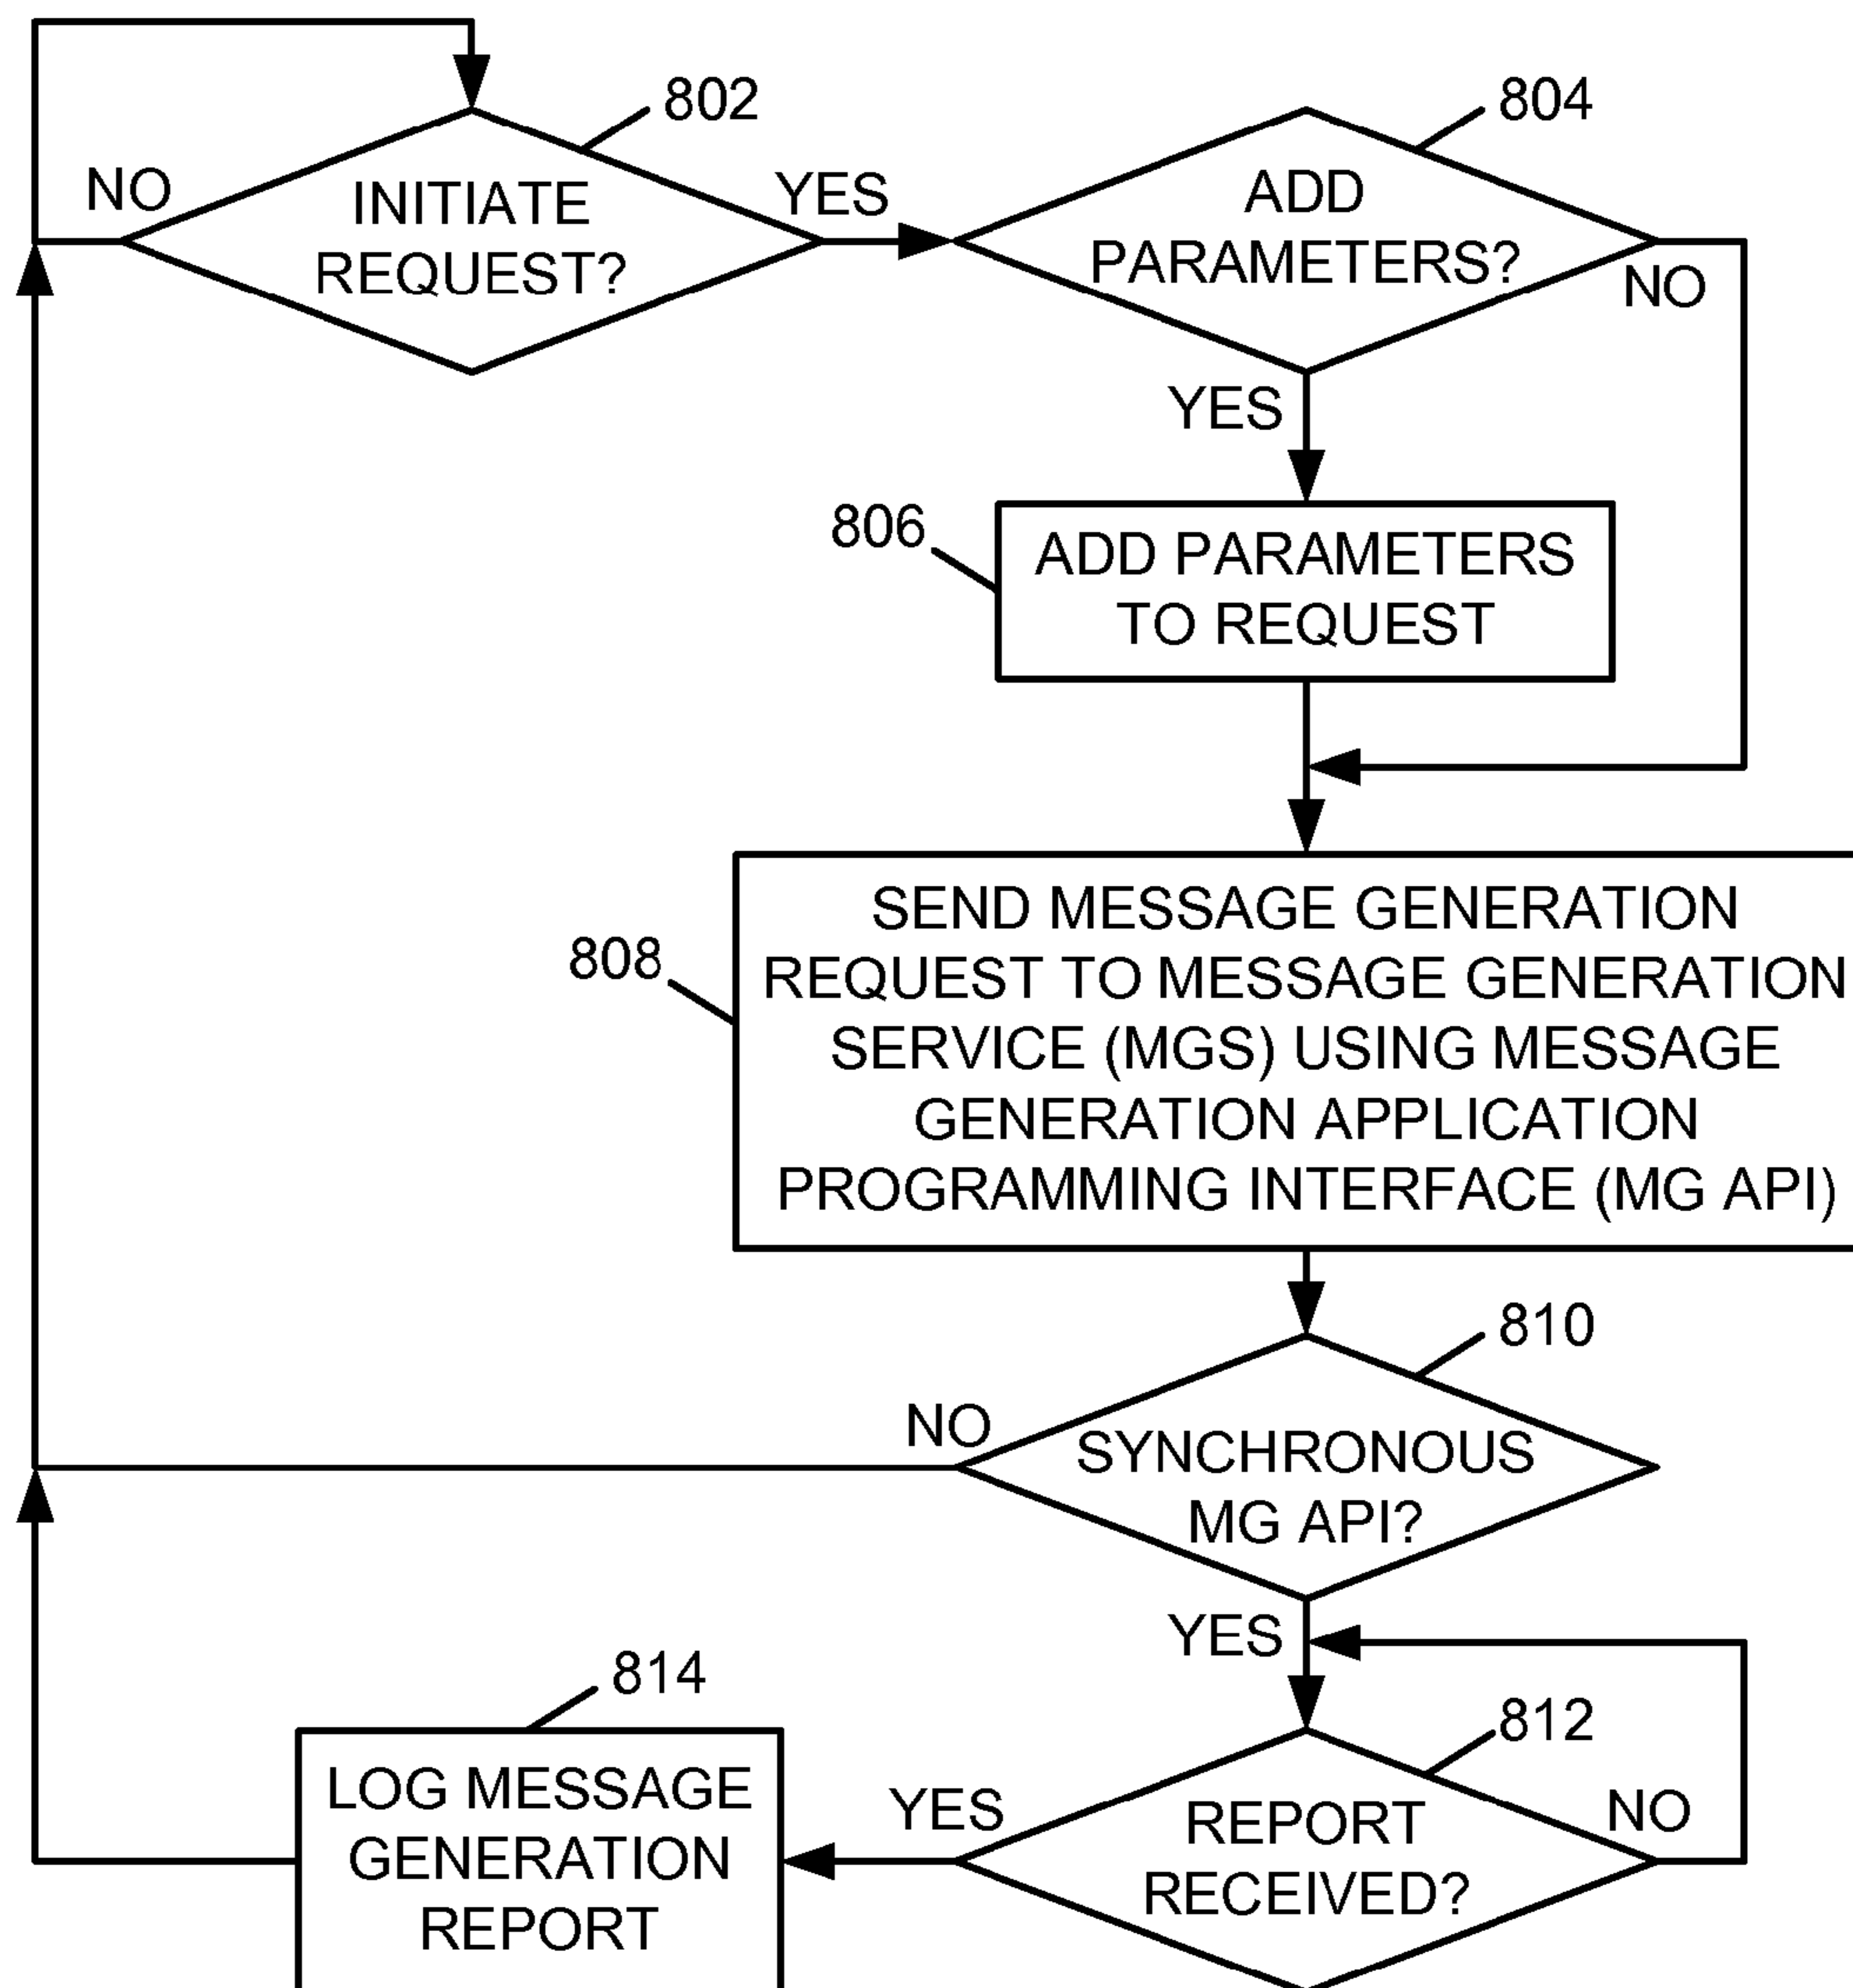 802
NO
INITIATE
REQUEST?
YES
804
ADD
PARAMETERS?
NO
YES
806
ADD PARAMETERS
TO REQUEST
808
SEND MESSAGE GENERATION
REQUEST TO MESSAGE GENERATION
SERVICE (MGS) USING MESSAGE
GENERATION APPLICATION
PROGRAMMING INTERFACE (MG API)
810
NO
SYNCHRONOUS
MG API?
YES
812
REPORT
RECEIVED?
NO
YES
814
LOG MESSAGE
GENERATION
REPORT